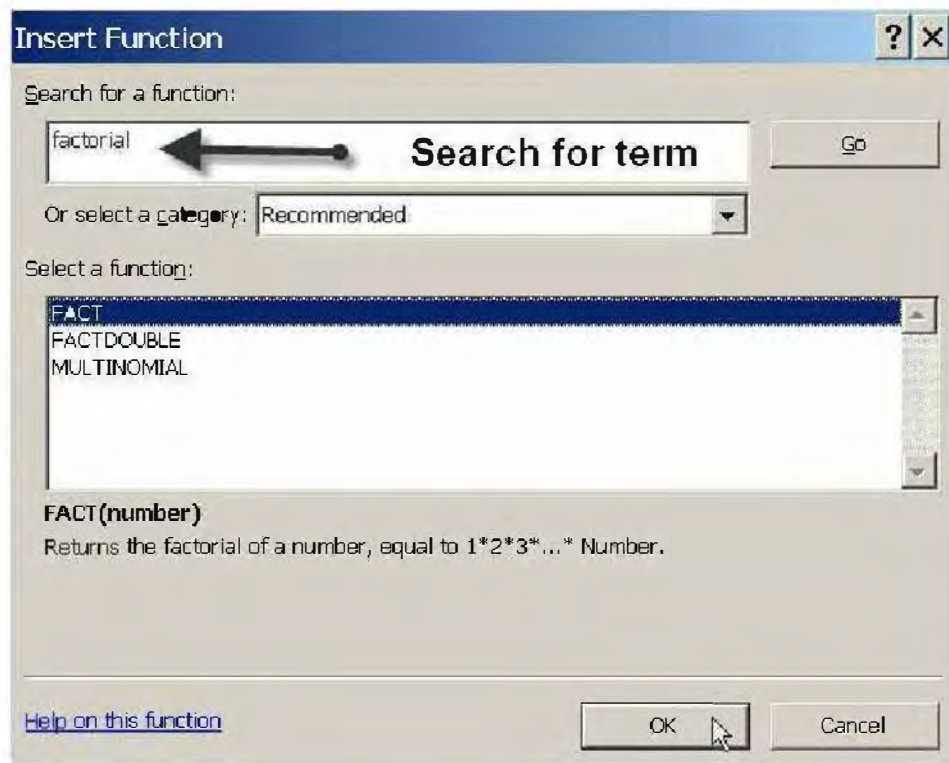 Insert Function
? ×
Search for a function:
factorial
Search for term
Go
Or select a category: Recommended
Select a function:
FACT
FACTDOUBLE
MULTINOMIAL
FACT(number)
Returns the factorial of a number, equal to 1*2*3*...* Number.
Help on this function
OK
Cancel